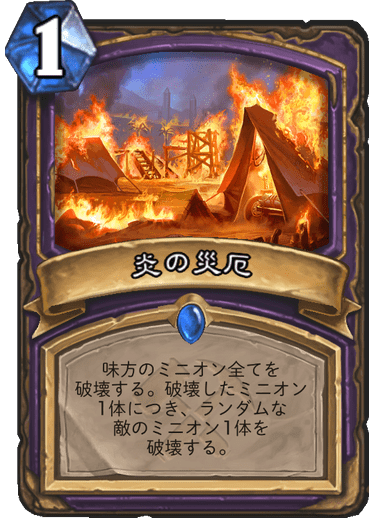 1
炎の災厄
味方のミニオン全てを
破壊する。破壊したミニオン
1体につき、ランダムな
敵のミニオン1体を
破壊する。